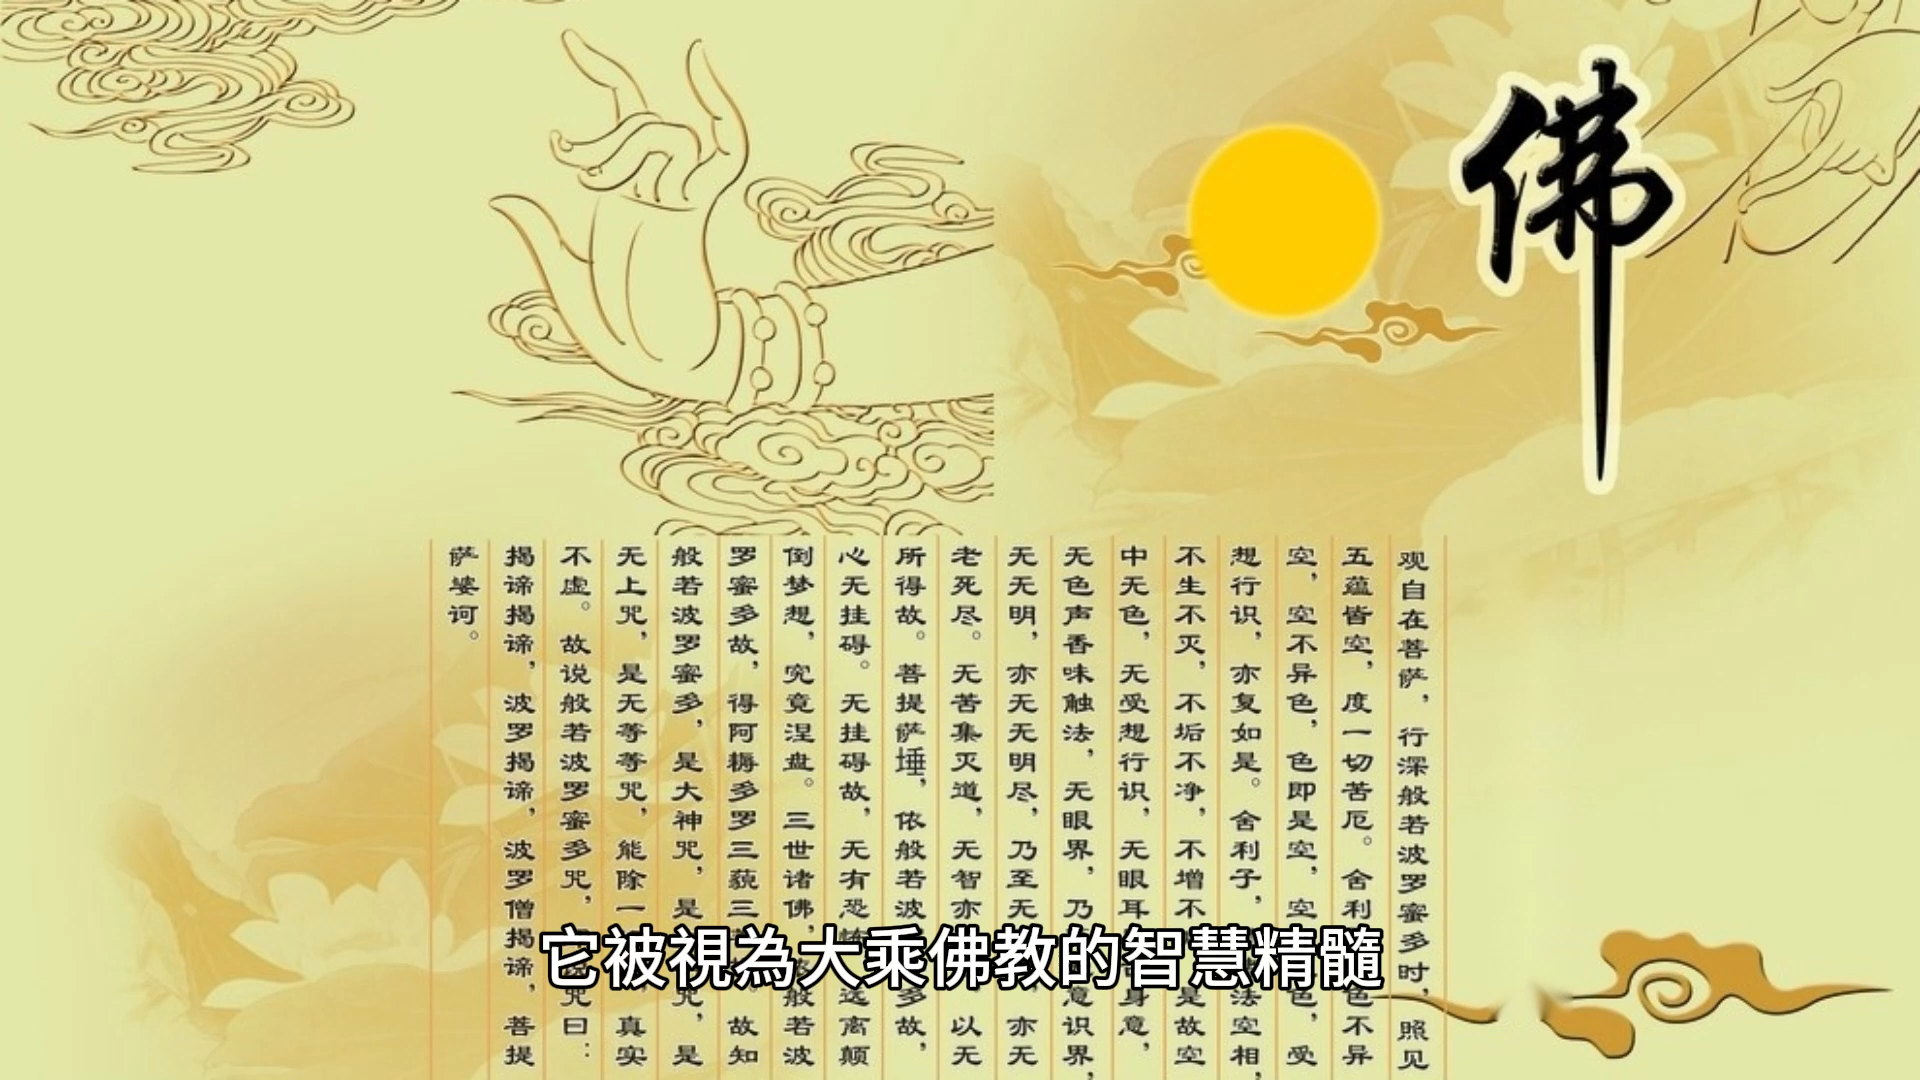 佛
观自在菩萨，行深般若波罗蜜多时，照见
五蕴皆空，度一切苦厄。舍利色不异
空，空不异色，色即是空，空色，受
想行识，亦复如是。舍利子，法空相，
不生不灭，不垢不净，不增不是故空
中无色，无受想行识，无眼耳身意，
无色声香味触法，无眼界，乃意识界，
无无明，亦无无明尽，乃至无亦无
老死尽。无苦集灭道，无智亦以无
所得故。菩提萨埵，依般若波多故，
心无挂碍。无挂碍故，无有恐怖远离颠
倒梦想，究竟涅盘。三世诸佛，依般若波
罗蜜多故，得阿耨多罗三藐三。故知
般若波罗蜜多，是大神咒，是咒，是
无上咒，是无等等咒，能除一真实
不虚。故说般若波罗蜜多咒，说咒曰：
揭谛揭谛，波罗揭谛，波罗僧揭谛，菩提
萨婆诃。
它被視為大乘佛教的智慧精髓